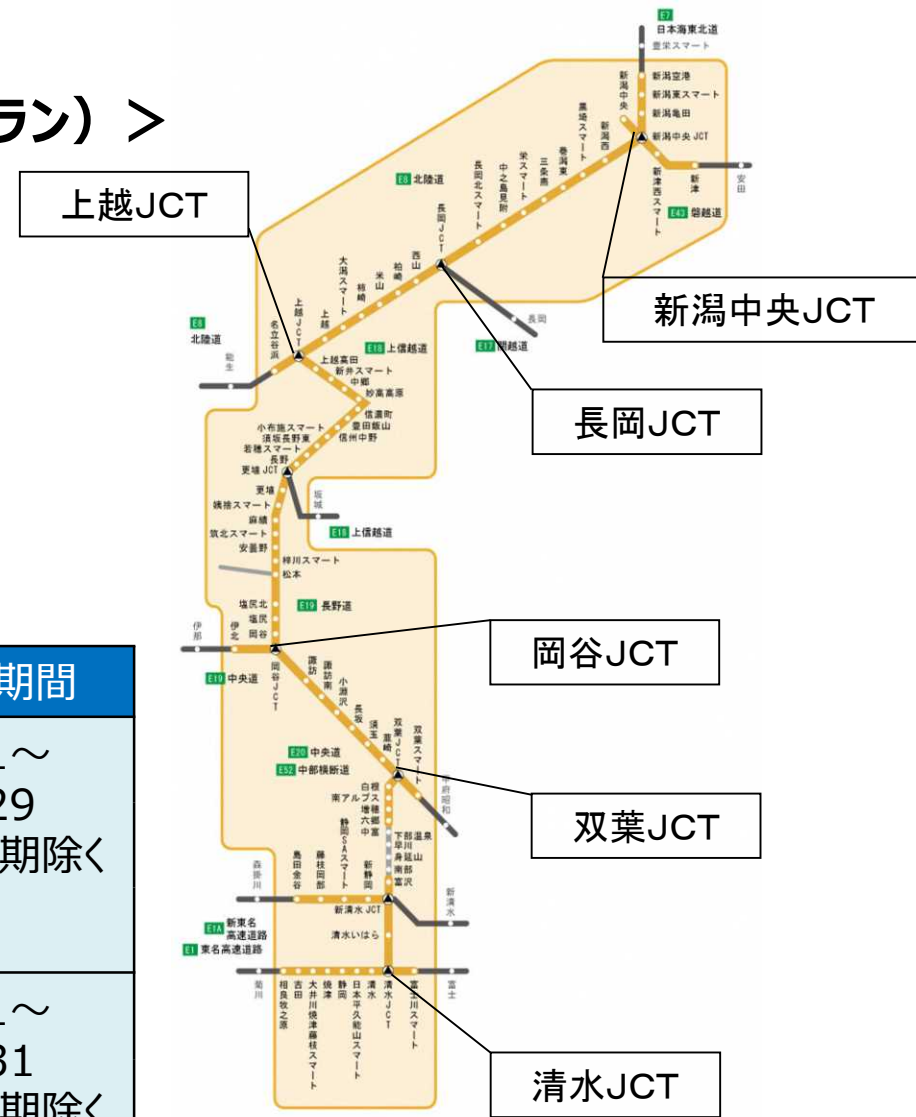 ラン）＞
E7
日本海東北道
豊栄スマート
新潟空港
新潟東スマート
新潟亀田
新潟中央 JCT
新潟中央
新潟西
黒埼スマート
巻潟東
三条燕
栄スマート
中之島見附
長岡北スマート
長岡JCT
新津西スマート
新津
安田
E49 磐越道
E8 北陸道
上越JCT
新潟中央JCT
長岡JCT
長岡
E17 関越道
西山
柏崎
米山
柿崎
大潟スマート
上越
上越JCT
名立谷浜
E8
北陸道
能生
E18 上信越道
上越高田
新井スマート
中郷
妙高高原
信濃町
豊田飯山
信州中野
小布施スマート
須坂長野東
若穂スマート
長野
更埴 JCT
更埴
姨捨スマート
麻績
筑北スマート
安曇野
梓川スマート
松本
坂城
E18 上信越道
塩尻北
塩尻
岡谷
E19 長野道
伊那
伊北
E19 中央道
岡谷JCT
岡谷JCT
諏訪
諏訪南
小淵沢
長坂
須玉
韮崎
双葉JCT
双葉スマート
甲府昭和
E20 中央道
E52 中部横断道
双葉JCT
白根
南アルプス
増穂
六郷
中富
下部温泉
早川
身延山
南部
富沢
森掛川
島田金谷
藤枝岡部
静岡SAスマート
新静岡
新清水 JCT
新清水
E1A 新東名
高速道路
E1 東名高速道路
清水いはら
菊川
相良牧之原
吉田
大井川焼津藤枝スマート
焼津
静岡
日本平久能山スマート
清水
清水JCT
富士川スマート
富士
清水JCT
期間
1～
29
期除く
1～
31
期除く